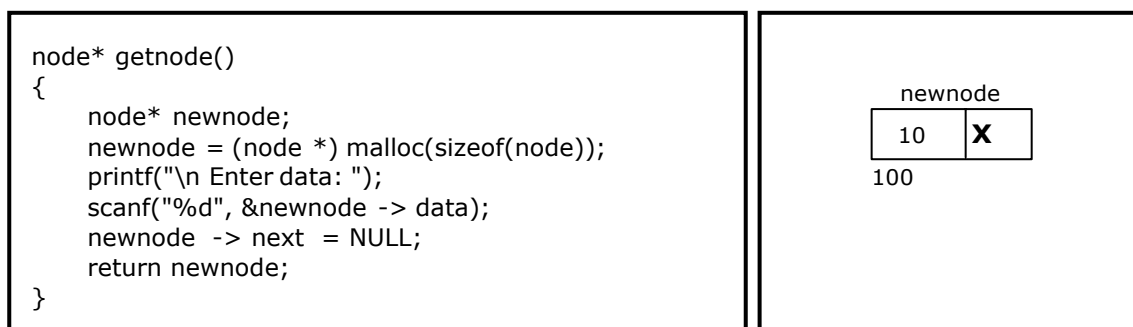 node* getnode()
{
node* newnode;
newnode = (node *) malloc(sizeof(node));
printf("\n Enter data: ");
scanf("%d", &newnode -> data);
newnode -> next = NULL;
return newnode;
}
newnode
10 X
100